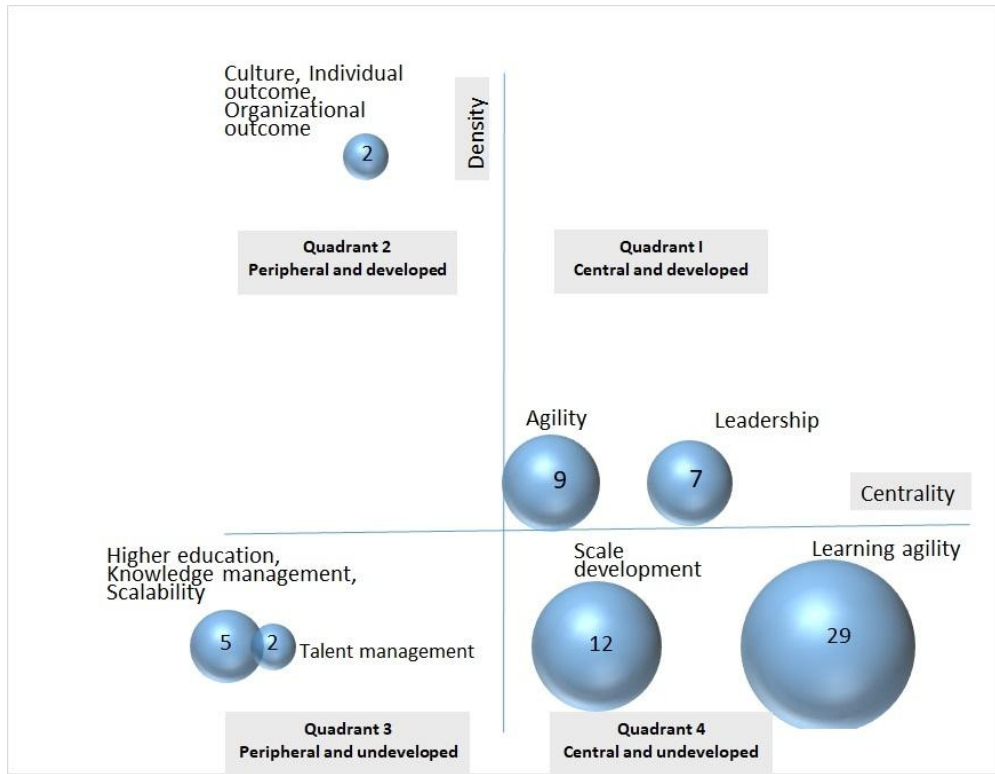 Culture, Individual
outcome,
Organizational
outcome
2
Density
Quadrant 2
Peripheral and developed
Quadrant I
Central and developed
Agility
9
Leadership
7
Centrality
Higher education,
Knowledge management,
Scalability
5
2
Talent management
Scale
development
12
Learning agility
29
Quadrant 3
Peripheral and undeveloped
Quadrant 4
Central and undeveloped